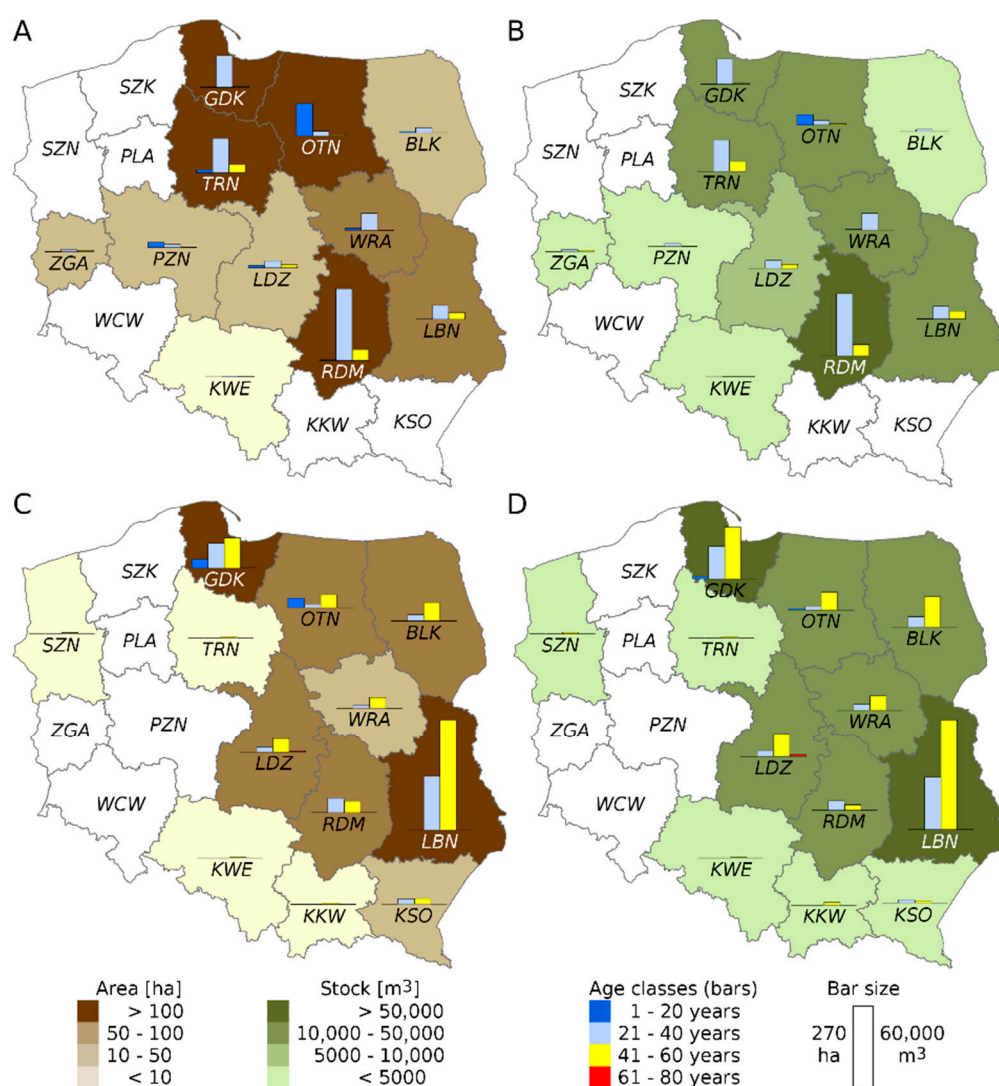 A
B
SZK
GDK
SZN
PLA
OTN
BLK
TRN
ZGA
PZN
WRA
LDZ
WCW
LBN
RDM
KWE
KKW
KSO
SZK
GDK
SZN
PLA
OTN
BLK
TRN
ZGA
PZN
WRA
LDZ
WCW
LBN
RDM
KWE
KKW
KSO
C
D
SZK
GDK
SZN
PLA
OTN
BLK
TRN
ZGA
PZN
WRA
LDZ
WCW
RDM
LBN
KWE
KKW
KSO
SZK
GDK
SZN
PLA
OTN
BLK
TRN
ZGA
PZN
WRA
LDZ
WCW
RDM
LBN
KWE
KKW
KSO
Area [ha]
> 100
50 - 100
10 - 50
< 10
Stock [m³]
> 50,000
10,000 - 50,000
5000 - 10,000
< 5000
Age classes (bars)
1 - 20 years
21 - 40 years
41 - 60 years
61 - 80 years
Bar size
270 60,000
ha m³